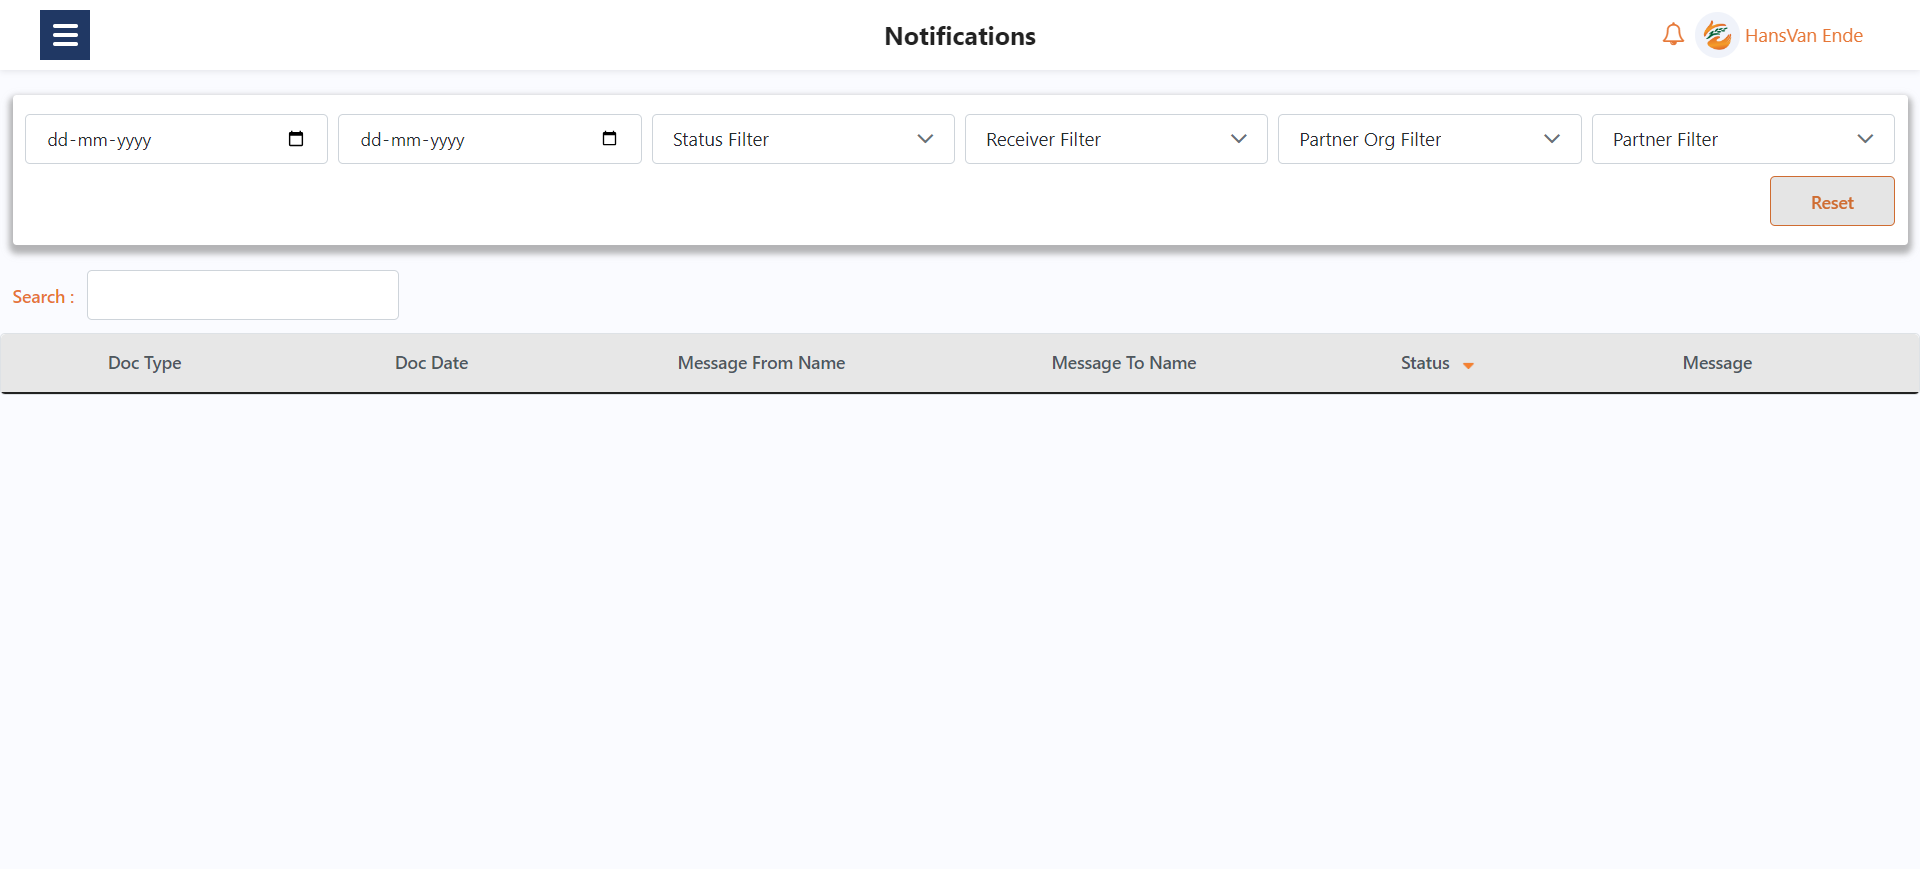 Notifications
HansVan Ende
dd-mm-yyyy dd-mm-yyyy Status Filter Receiver Filter Partner Org Filter Partner Filter
Reset
Search :
Doc Type Doc Date Message From Name Message To Name Status Message